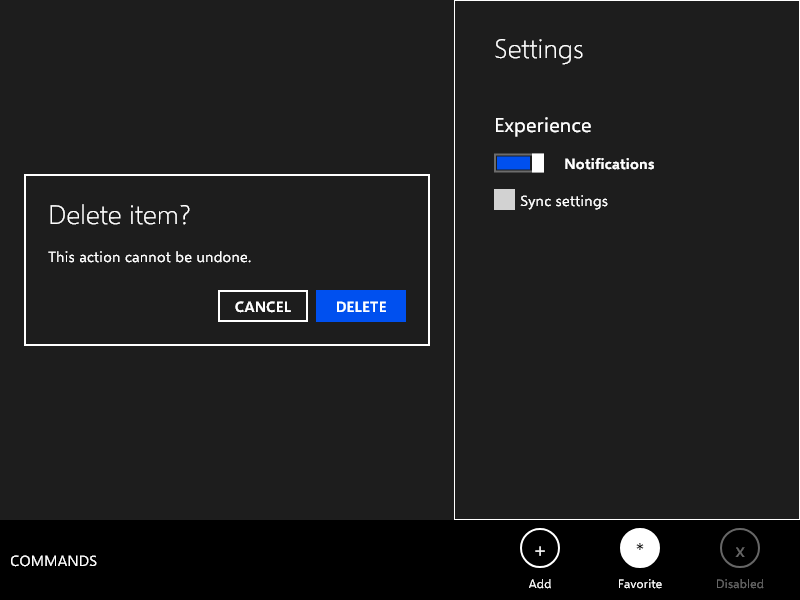 Settings
Experience
Notifications
Sync settings
Delete item?
This action cannot be undone.
CANCEL DELETE
COMMANDS
+ * x
Add Favorite Disabled